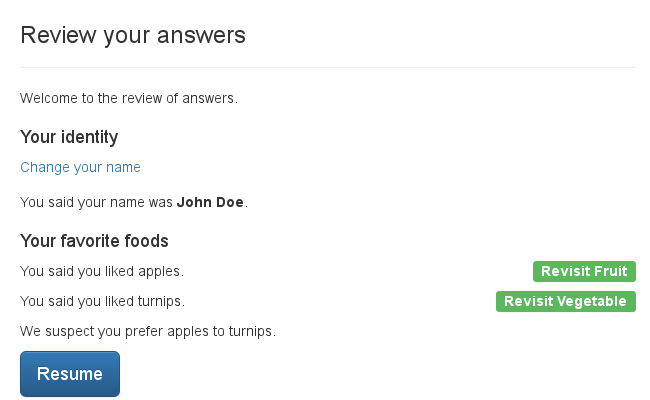 Review your answers
Welcome to the review of answers.
Your identity
Change your name
You said your name was John Doe.
Your favorite foods
You said you liked apples. Revisit Fruit
You said you liked turnips. Revisit Vegetable
We suspect you prefer apples to turnips.
Resume